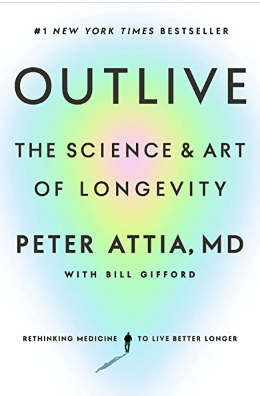 #1 NEW YORK TIMES BESTSELLER
OUTLIVE
THE SCIENCE & ART
OF LONGEVITY
PETER ATTIA, MD
WITH BILL GIFFORD
RETHINKING MEDICINE TO LIVE BETTER LONGER